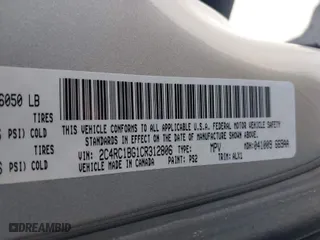 6050 LB
TIRES
PSI) COLD
TIRES
PSI) COLD
THIS VEHICLE CONFORMS TO ALL APPLICABLE U.S.A. FEDERAL MOTOR VEHICLE SAFETY
STANDARDS IN EFFECT ON THE DATE OF MANUFACTURE SHOWN ABOVE
VIN: 2C4RC1BG1CR312806 TYPE: MPV MDH: 041009
VEHICLE MADE IN CANADA PAINT: PS2 TRIM: ALX1
DREAMBID